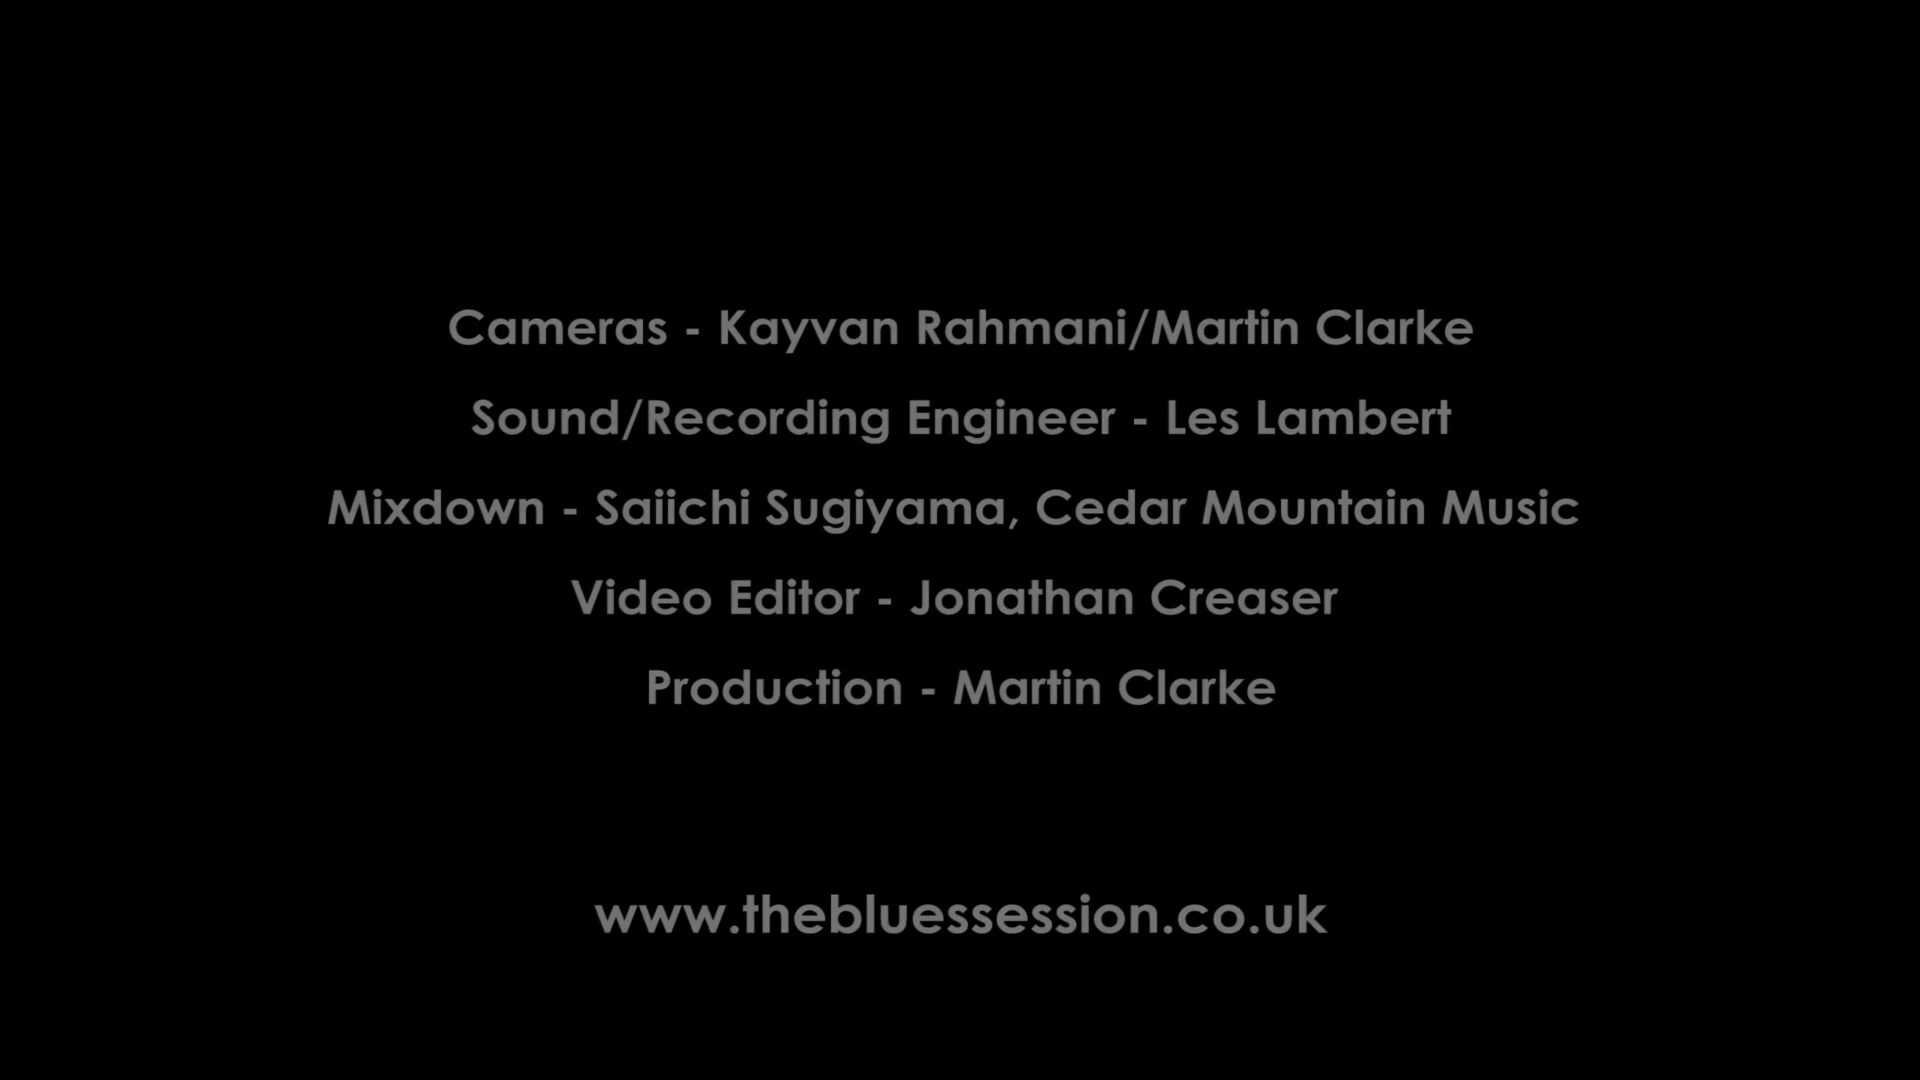 Cameras - Kayvan Rahmani/Martin Clarke
Sound/Recording Engineer - Les Lambert
Mixdown - Saiichi Sugiyama, Cedar Mountain Music
Video Editor - Jonathan Creaser
Production - Martin Clarke
www.thebluessession.co.uk